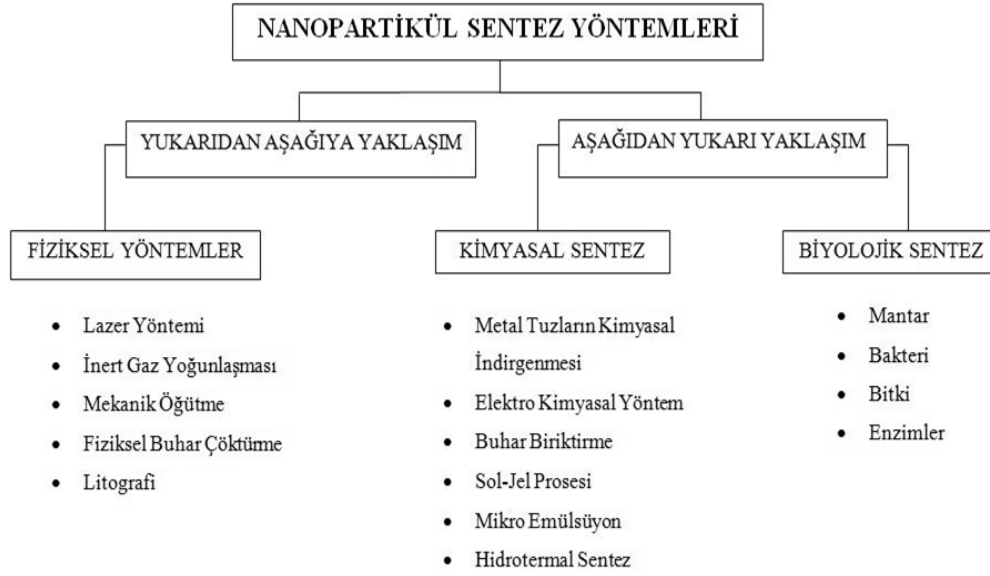 NANOPARTİKÜL SENTEZ YÖNTEMLERİ
YUKARIDAN AŞAĞIYA YAKLAŞIM
AŞAĞIDAN YUKARI YAKLAŞIM
FİZİKSEL YÖNTEMLER
• Lazer Yöntemi
• İnert Gaz Yoğunlaşması
• Mekanik Öğütme
• Fiziksel Buhar Çöktürme
• Litografi
KİMYASAL SENTEZ
• Metal Tuzların Kimyasal
İndirgenmesi
• Elektro Kimyasal Yöntem
• Buhar Biriktirme
• Sol-Jel Prosesi
• Mikro Emülsüyon
• Hidrotermal Sentez
BİYOLOJİK SENTEZ
• Mantar
• Bakteri
• Bitki
• Enzimler